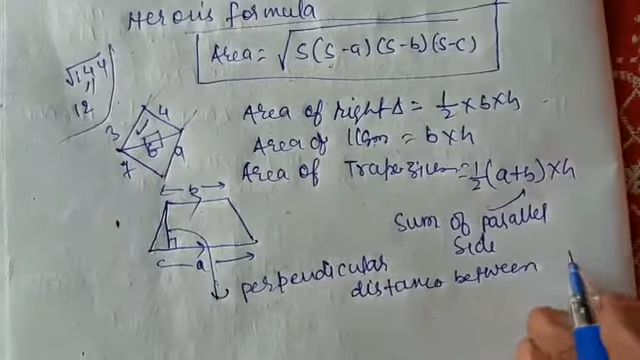 Heron's formula
Area = √S(S-a)(S-b)(S-c)
√144
12
Area of right Δ = 1/2 × b × h
Area of llgm = b × h
Area of Trapezium = 1/2 (a+b) × h
3
4
6
7
9
b
a
c
Sum of parallel
Side
perpendicular
distance between